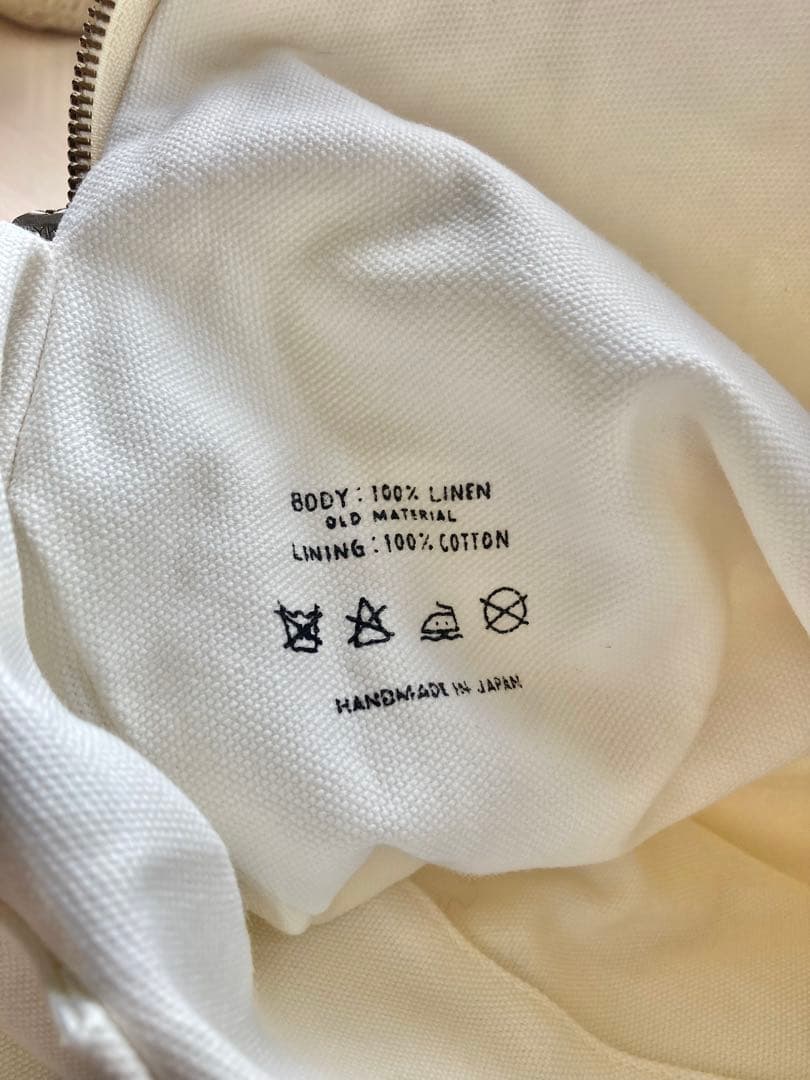 BODY : 100% LINEN
OLD MATERIAL
LINING : 100% COTTON
HANDMADE IN JAPAN